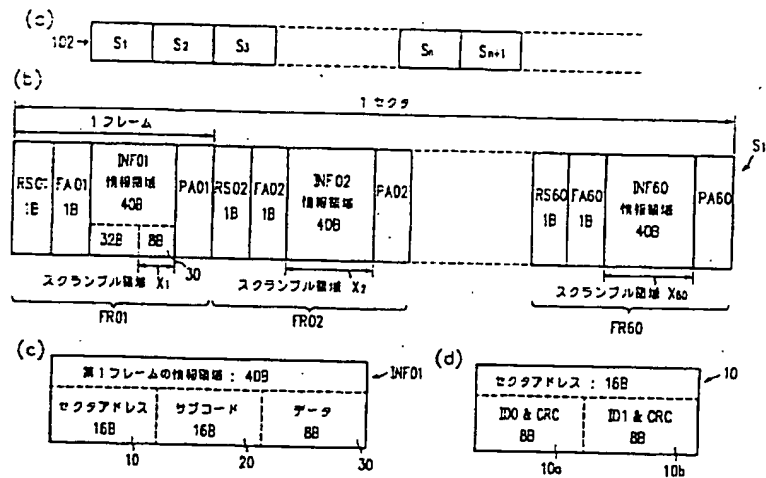 (a)
102→ S1 S2 S3 Sn Sn+1
(b)
1 セクタ
1 フレーム
S1
RS01 1B FA01 1B INF01 情報領域 40B PA01 RS02 1B FA02 1B INF02 情報領域 40B PA02 RS60 1B FA60 1B INF60 情報領域 40B PA60
32B 8B
30
スクランブル領域 X1 スクランブル領域 X2 スクランブル領域 X60
FR01 FR02 FR60
(c)
第1フレームの情報領域 : 40B
INF01
セクタアドレス 16B サブコード 16B データ 8B
10 20 30
(d)
セクタアドレス : 16B
10
ID0 & CRC 8B ID1 & CRC 8B
10a 10b